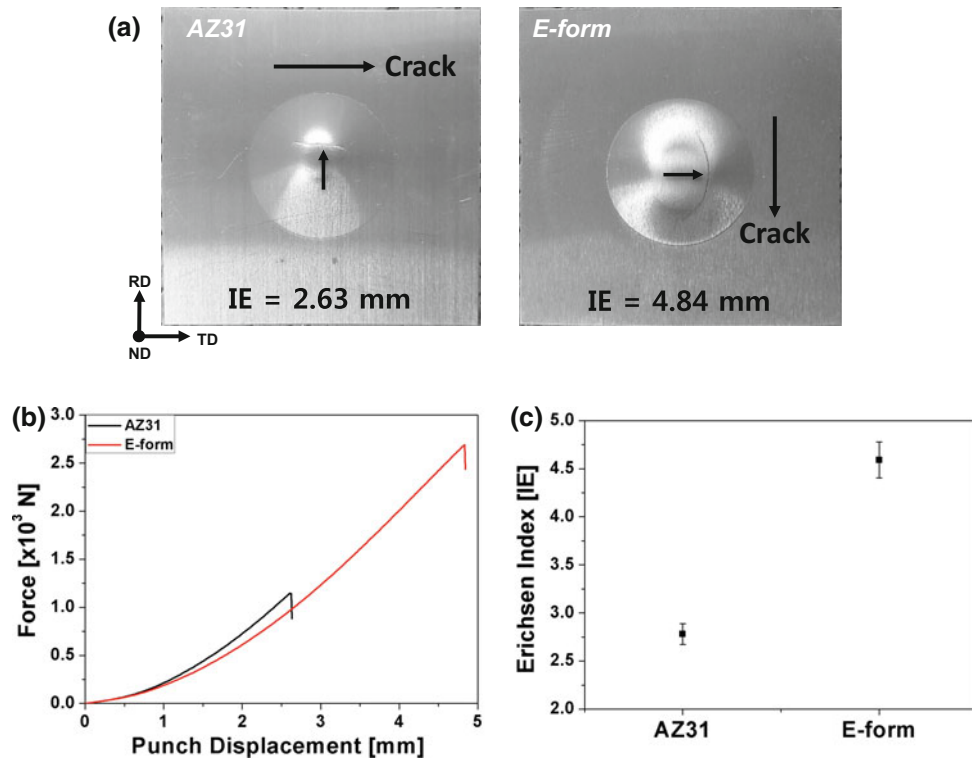 (a)
AZ31
Crack
IE = 2.63 mm
RD
ND
TD
E-form
Crack
IE = 4.84 mm
(b)
AZ31
E-form
3.0
2.5
2.0
1.5
1.0
0.5
0.0
Force [x10³ N]
0 1 2 3 4 5
Punch Displacement [mm]
(c)
5.0
4.5
4.0
3.5
3.0
2.5
2.0
Erichsen Index [IE]
AZ31 E-form